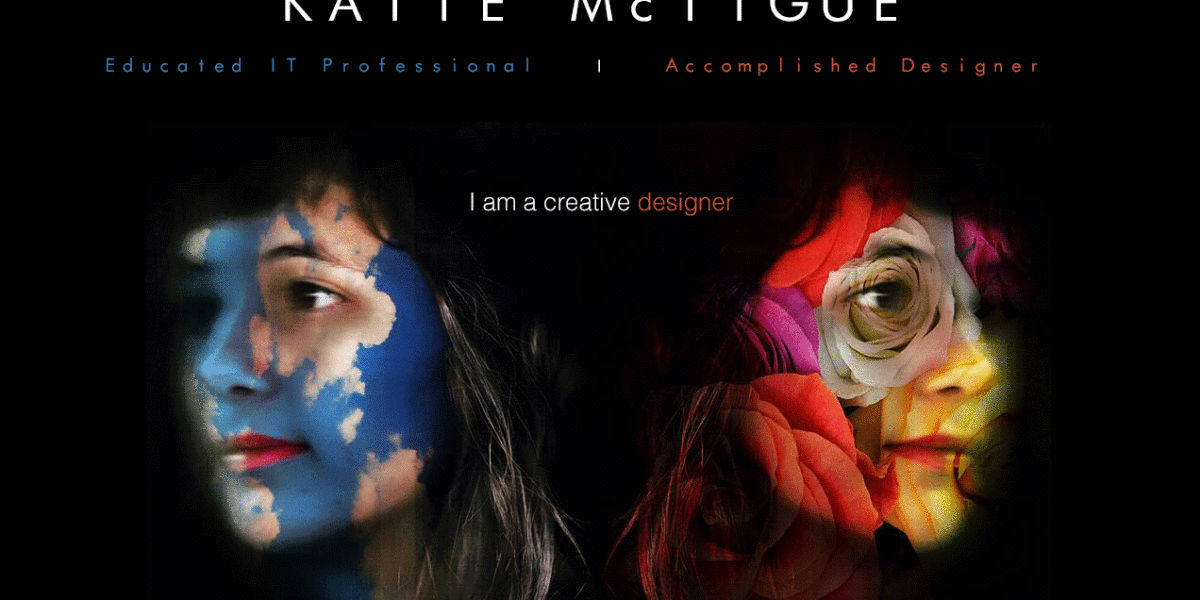 KATIE McTIGUE
Educated IT Professional | Accomplished Designer
I am a creative designer